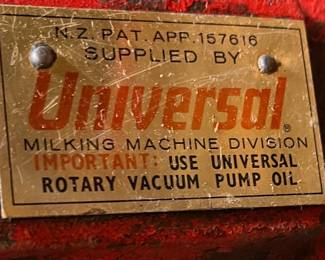 N.Z. PAT. APP. 157616
SUPPLIED BY
Universal®
MILKING MACHINE DIVISION
IMPORTANT: USE UNIVERSAL
ROTARY VACUUM PUMP OIL